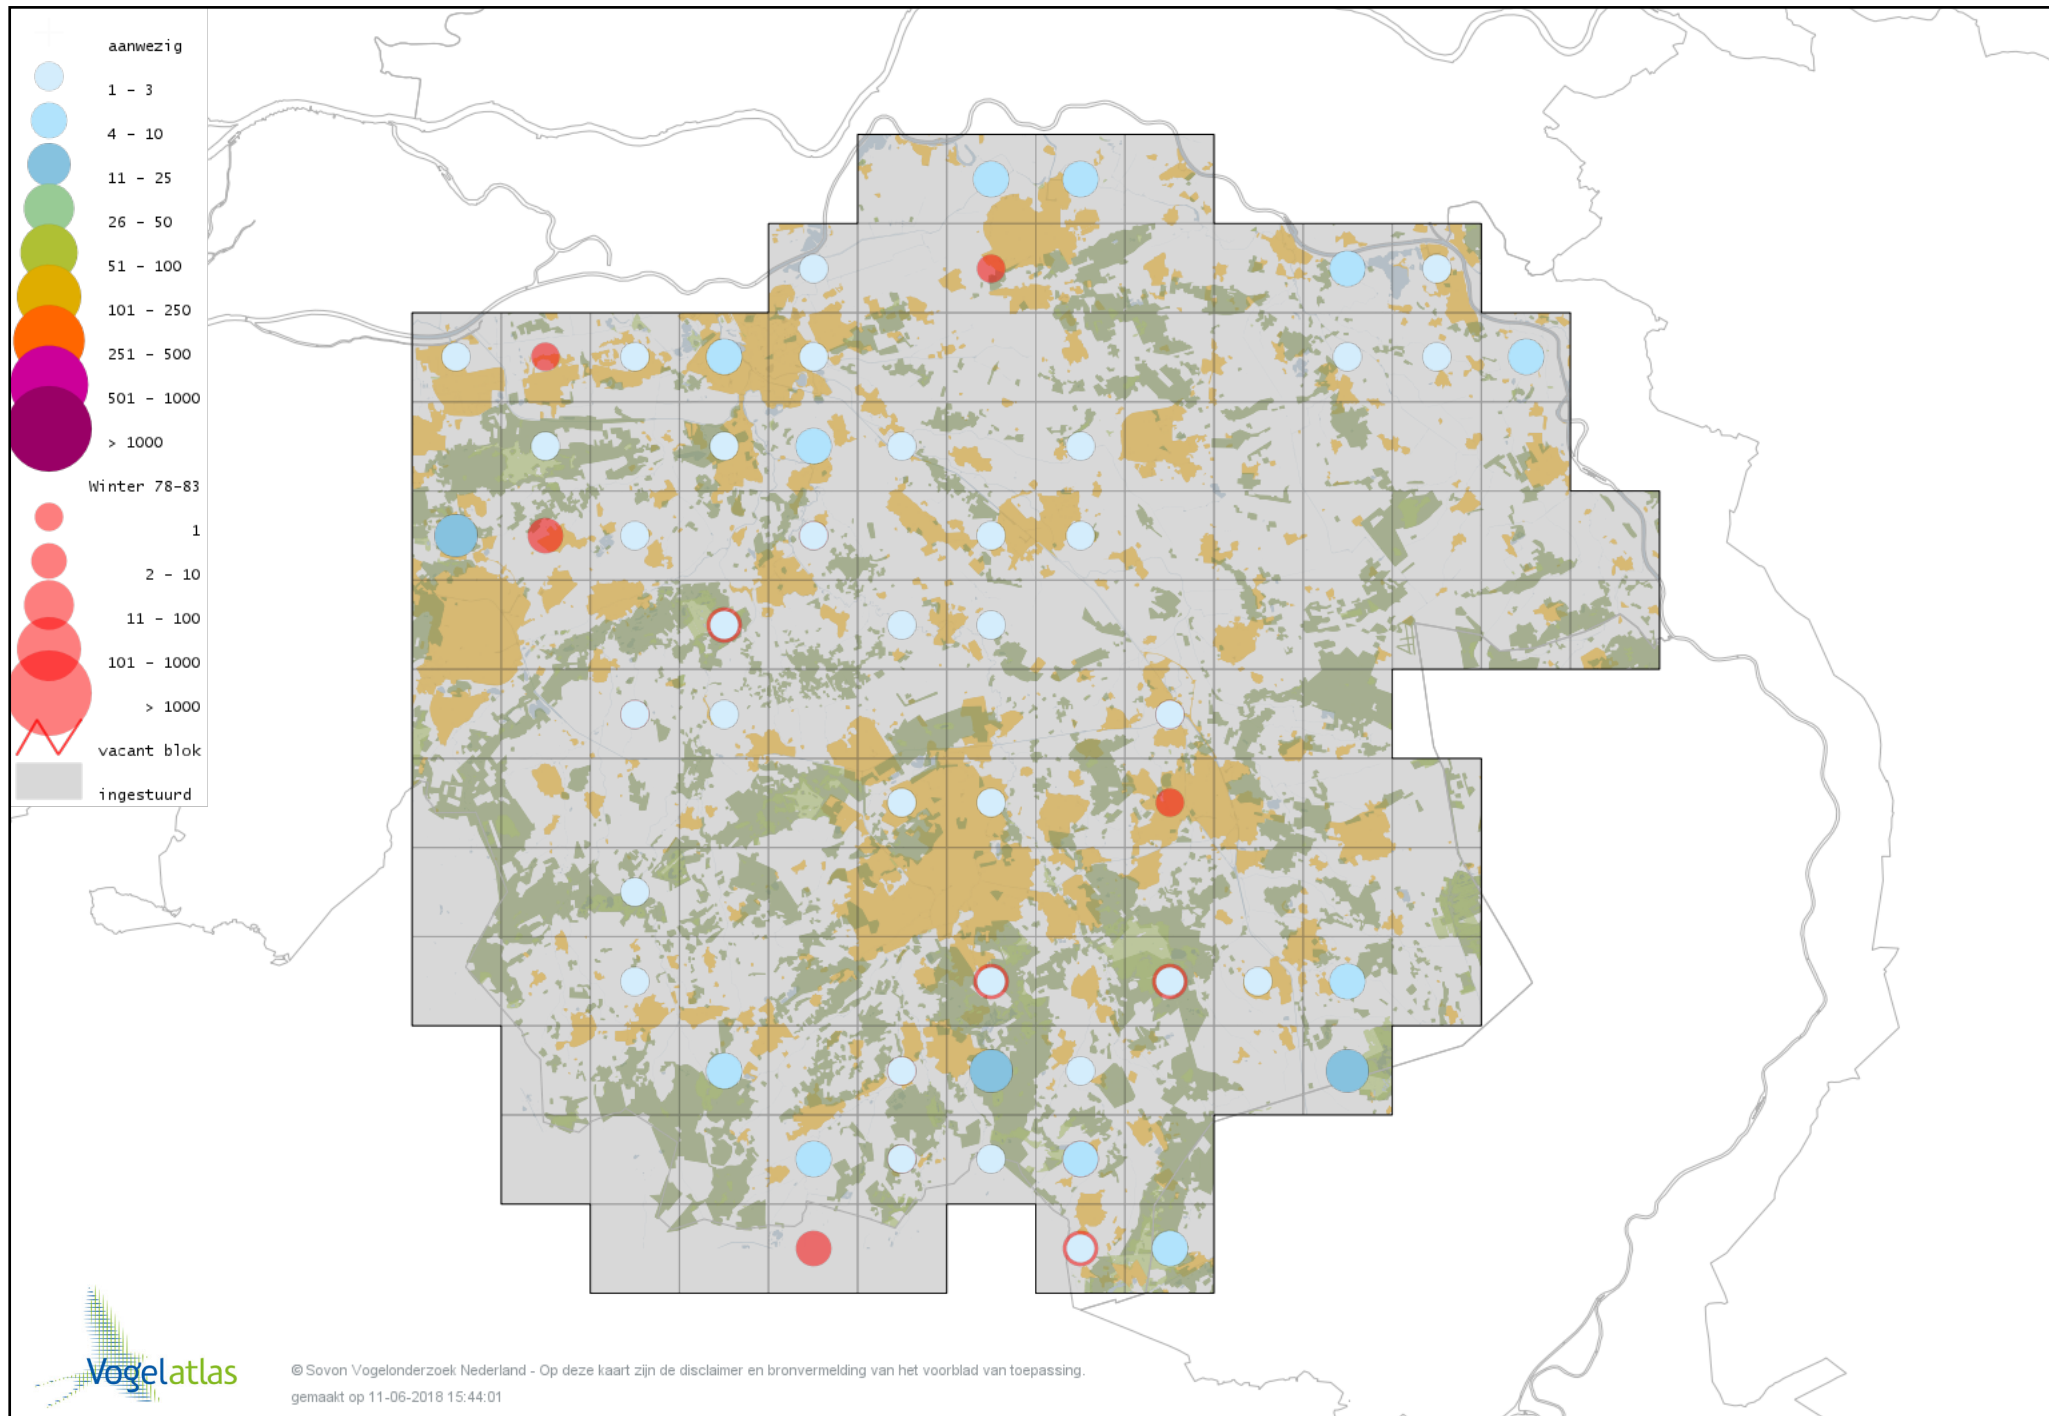 aanwezig
1 - 3
4 - 10
11 - 25
26 - 50
51 - 100
101 - 250
251 - 500
501 - 1000
> 1000
Winter 78-83
1
2 - 10
11 - 100
101 - 1000
> 1000
vacant blok
ingestuurd
Vogelatlas
© Sovon Vogelonderzoek Nederland - Op deze kaart zijn de disclaimer en bronvermelding van het voorblad van toepassing.
gemaakt op 11-06-2018 15:44:01